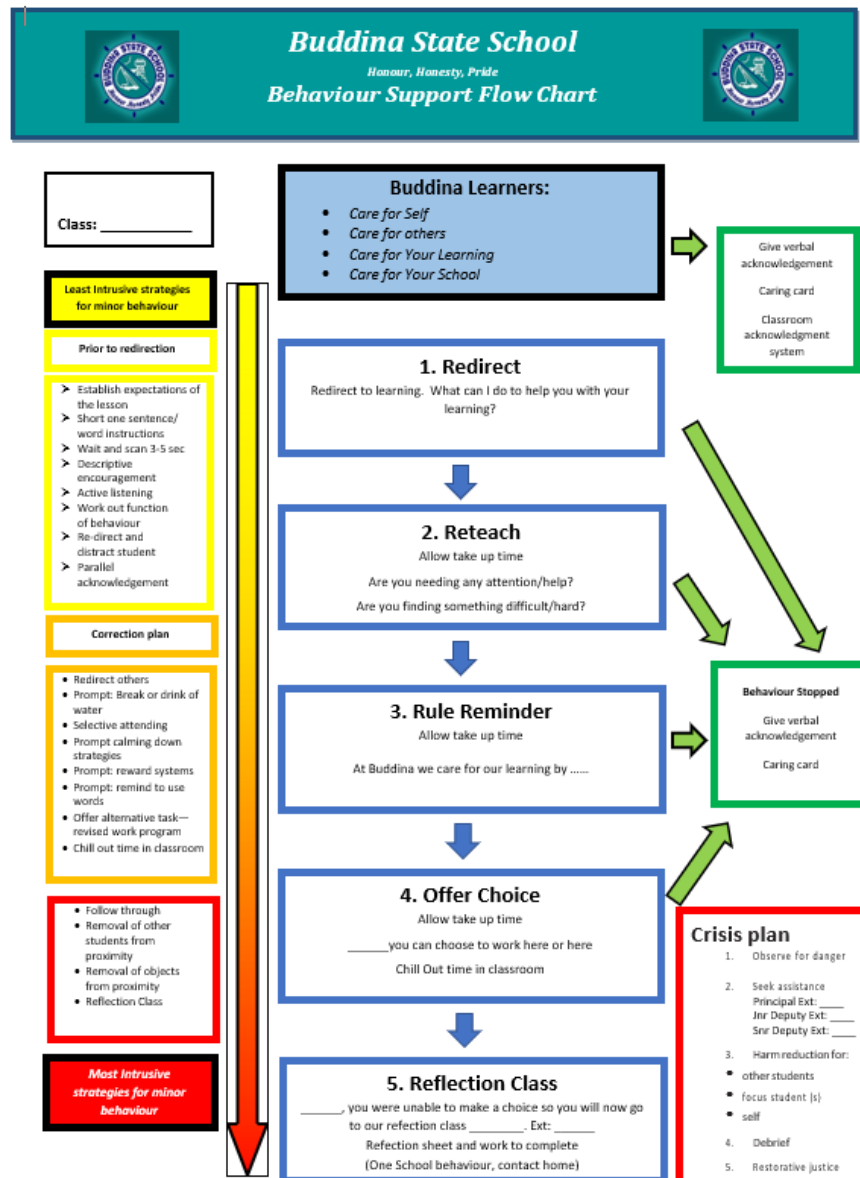 Buddina State School
Honour, Honesty, Pride
Behaviour Support Flow Chart
BUDDINA STATE SCHOOL
Honour Honesty Pride
BUDDINA STATE SCHOOL
Honour Honesty Pride
Class: __________
Buddina Learners:
• Care for Self
• Care for others
• Care for Your Learning
• Care for Your School
Give verbal
acknowledgement
Caring card
Classroom
acknowledgment
system
Least Intrusive strategies
for minor behaviour
Prior to redirection
➤ Establish expectations of
the lesson
➤ Short one sentence/
word instructions
➤ Wait and scan 3-5 sec
➤ Descriptive
encouragement
➤ Active listening
➤ Work out function
of behaviour
➤ Re-direct and
distract student
➤ Parallel
acknowledgement
Correction plan
• Redirect others
• Prompt: Break or drink of
water
• Selective attending
• Prompt calming down
strategies
• Prompt: reward systems
• Prompt: remind to use
words
• Offer alternative task—
revised work program
• Chill out time in classroom
• Follow through
• Removal of other
students from
proximity
• Removal of objects
from proximity
• Reflection Class
Most Intrusive
strategies for minor
behaviour
1. Redirect
Redirect to learning. What can I do to help you with your
learning?
2. Reteach
Allow take up time
Are you needing any attention/help?
Are you finding something difficult/hard?
3. Rule Reminder
Allow take up time
At Buddina we care for our learning by ......
4. Offer Choice
Allow take up time
______you can choose to work here or here
Chill Out time in classroom
5. Reflection Class
______, you were unable to make a choice so you will now go
to our refection class ________. Ext: ______
Refection sheet and work to complete
(One School behaviour, contact home)
Behaviour Stopped
Give verbal
acknowledgement
Caring card
Crisis plan
1. Observe for danger
2. Seek assistance
Principal Ext: ____
Jnr Deputy Ext: ____
Snr Deputy Ext: ____
3. Harm reduction for:
• other students
• focus student (s)
• self
4. Debrief
5. Restorative justice